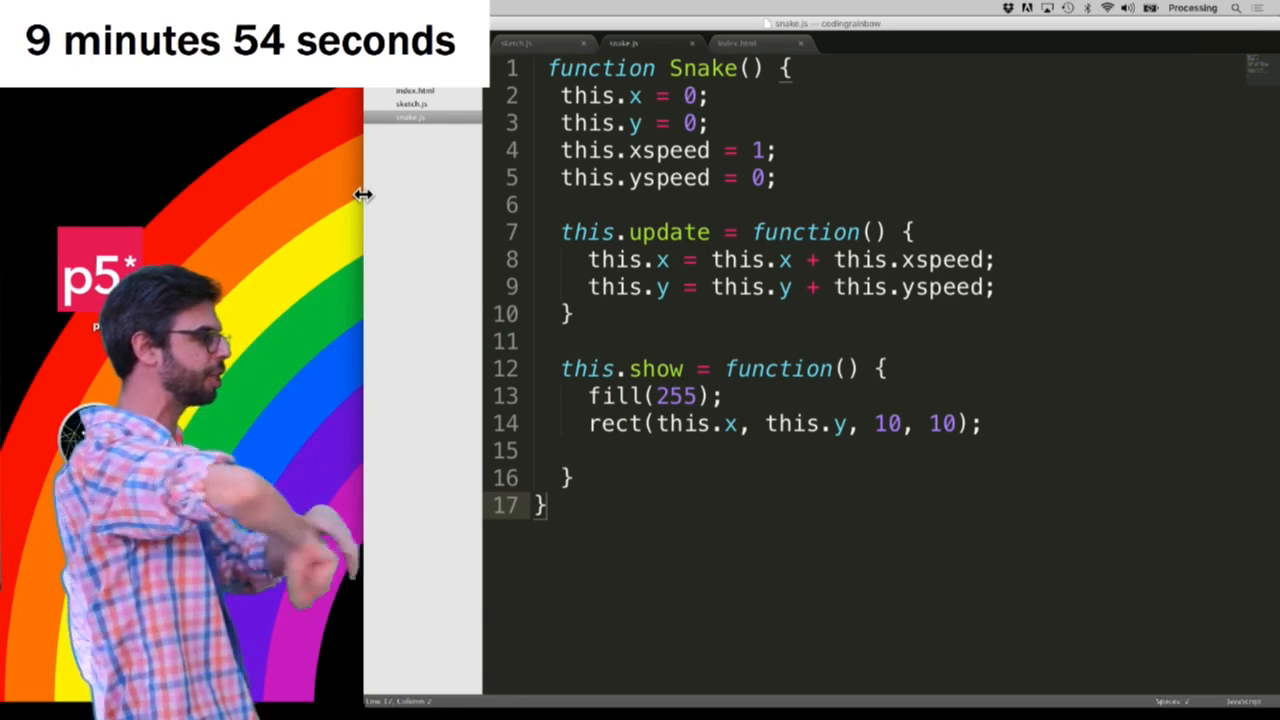 Processing
9 minutes 54 seconds
snake.js — codingrainbow
sketch.js
snake.js
index.html
index.html
sketch.js
snake.js
1 function Snake() {
2 this.x = 0;
3 this.y = 0;
4 this.xspeed = 1;
5 this.yspeed = 0;
6
7 this.update = function() {
8 this.x = this.x + this.xspeed;
9 this.y = this.y + this.yspeed;
10 }
11
12 this.show = function() {
13 fill(255);
14 rect(this.x, this.y, 10, 10);
15
16 }
17 }
p5*
p
Line 17, Column 2
Spaces: 2
JavaScript